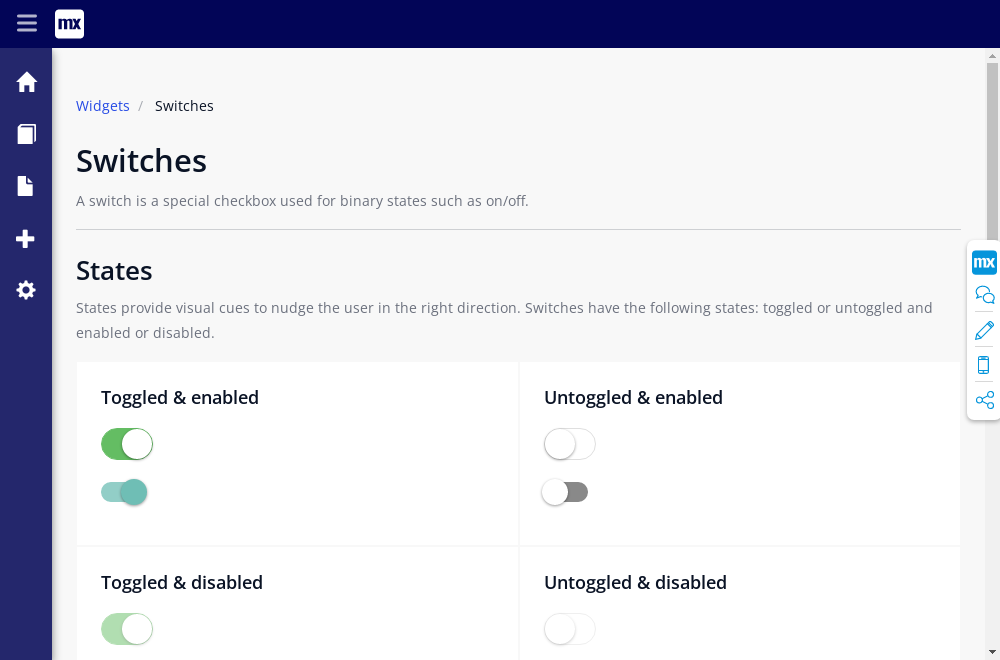 mx
Widgets / Switches
Switches
A switch is a special checkbox used for binary states such as on/off.
States
States provide visual cues to nudge the user in the right direction. Switches have the following states: toggled or untoggled and
enabled or disabled.
mx
Toggled & enabled
Untoggled & enabled
Toggled & disabled
Untoggled & disabled